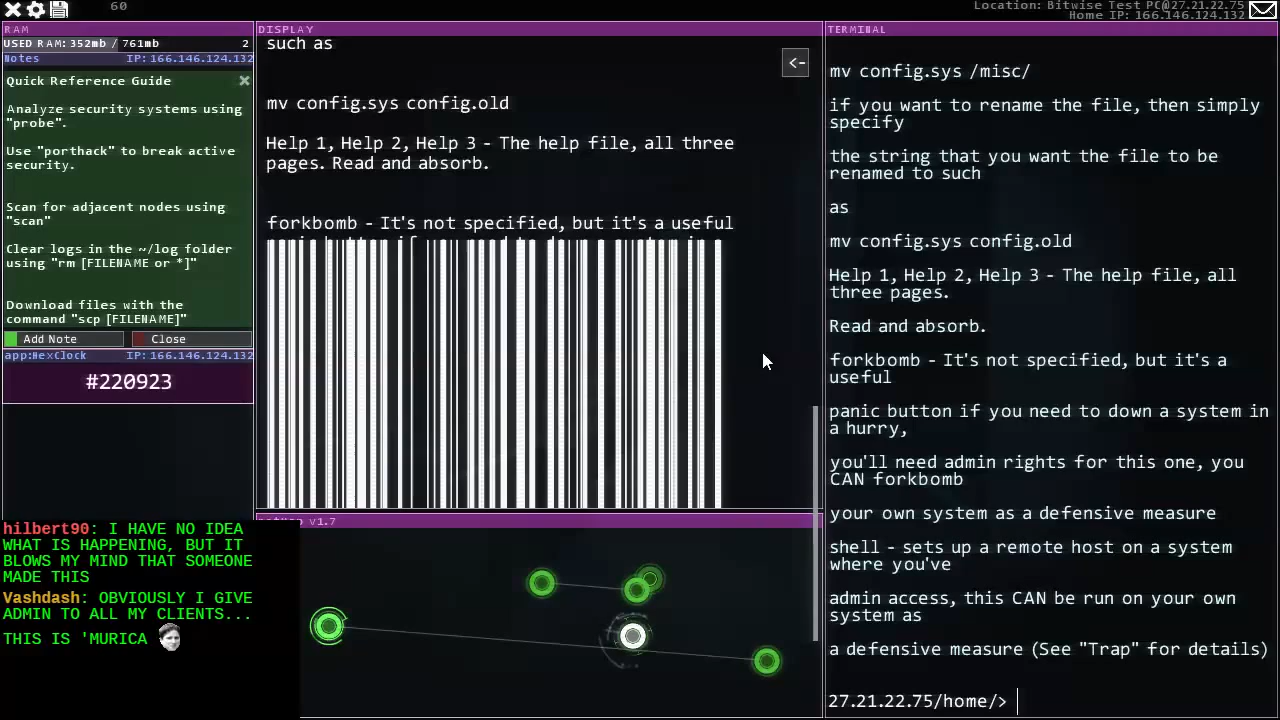 60
Location: Bitwise Test PC@27.21.22.75
Home IP: 166.146.124.132
RAM
USED RAM: 352mb / 761mb
2
Notes
IP: 166.146.124.132
Quick Reference Guide
Analyze security systems using
"probe".
Use "porthack" to break active
security.
Scan for adjacent nodes using
"scan"
Clear logs in the ~/log folder
using "rm [FILENAME or *]"
Download files with the
command "scp [FILENAME]"
Add Note
Close
app:HexClock
IP: 166.146.124.132
#220923
hilbert90: I HAVE NO IDEA
WHAT IS HAPPENING, BUT IT
BLOWS MY MIND THAT SOMEONE
MADE THIS
Vashdash: OBVIOUSLY I GIVE
ADMIN TO ALL MY CLIENTS...
THIS IS 'MURICA
DISPLAY
such as
<-
mv config.sys config.old
Help 1, Help 2, Help 3 - The help file, all three
pages. Read and absorb.
forkbomb - It's not specified, but it's a useful
v1.7
TERMINAL
mv config.sys /misc/
if you want to rename the file, then simply
specify
the string that you want the file to be
renamed to such
as
mv config.sys config.old
Help 1, Help 2, Help 3 - The help file, all
three pages.
Read and absorb.
forkbomb - It's not specified, but it's a
useful
panic button if you need to down a system in
a hurry,
you'll need admin rights for this one, you
CAN forkbomb
your own system as a defensive measure
shell - sets up a remote host on a system
where you've
admin access, this CAN be run on your own
system as
a defensive measure (See "Trap" for details)
27.21.22.75/home/>